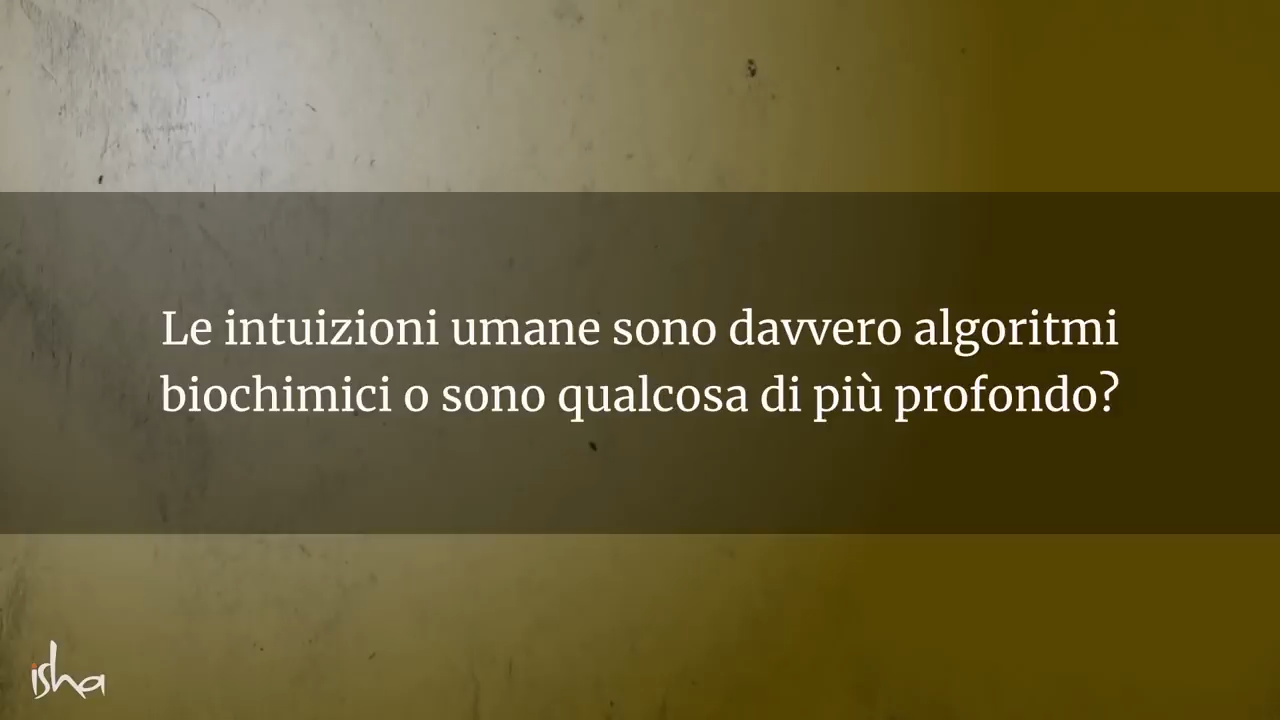 Le intuizioni umane sono davvero algoritmi
biochimici o sono qualcosa di più profondo?
isha